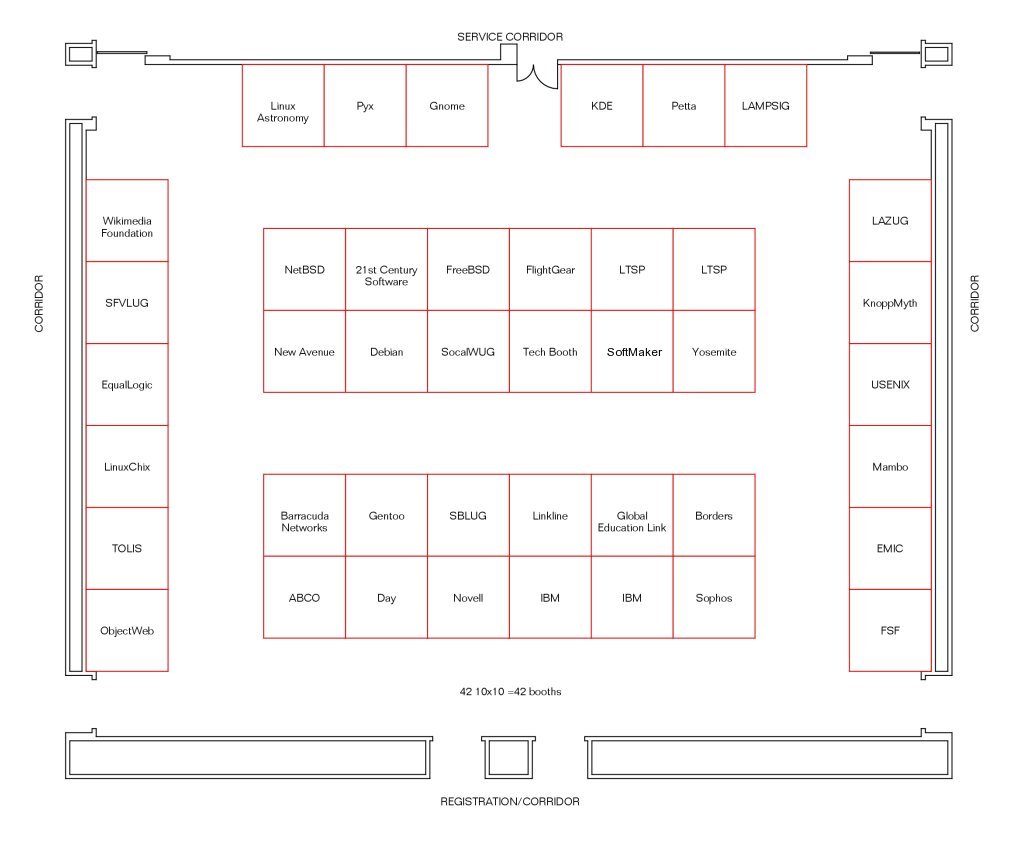 SERVICE CORRIDOR
Linux
Astronomy
Pyx
Gnome
KDE
Petta
LAMPSIG
Wikimedia
Foundation
SFVLUG
EqualLogic
LinuxChix
TOLIS
ObjectWeb
CORRIDOR
NetBSD
21st Century
Software
FreeBSD
FlightGear
LTSP
LTSP
New Avenue
Debian
SocalWUG
Tech Booth
SoftMaker
Yosemite
Barracuda
Networks
Gentoo
SBLUG
Linkline
Global
Education Link
Borders
ABCO
Day
Novell
IBM
IBM
Sophos
LAZUG
KnoppMyth
USENIX
Mambo
EMIC
FSF
CORRIDOR
42 10x10 =42 booths
REGISTRATION/CORRIDOR